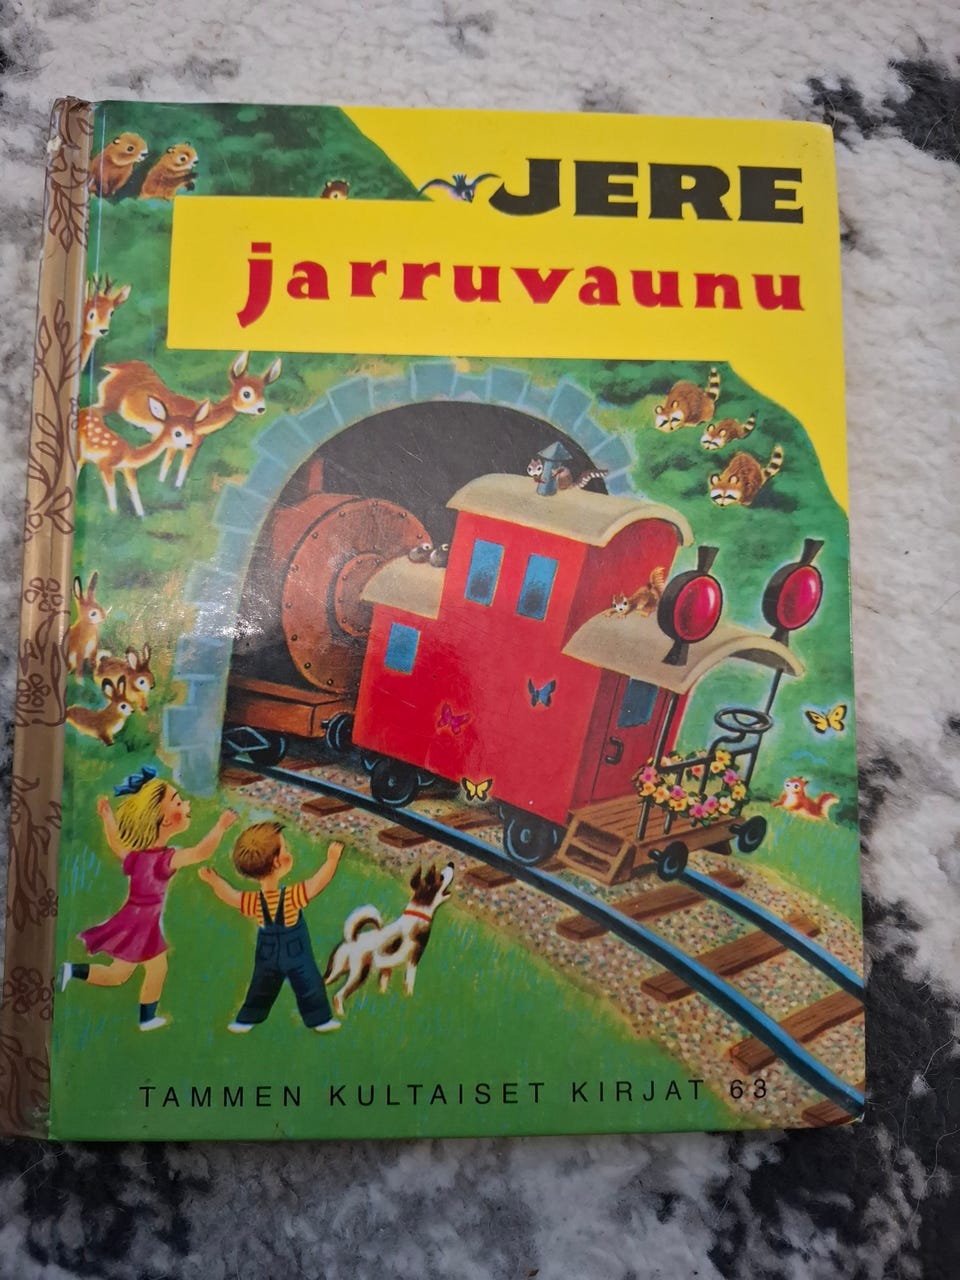 JERE
jarruvaunu
TAMMEN KULTAISET KIRJAT 63